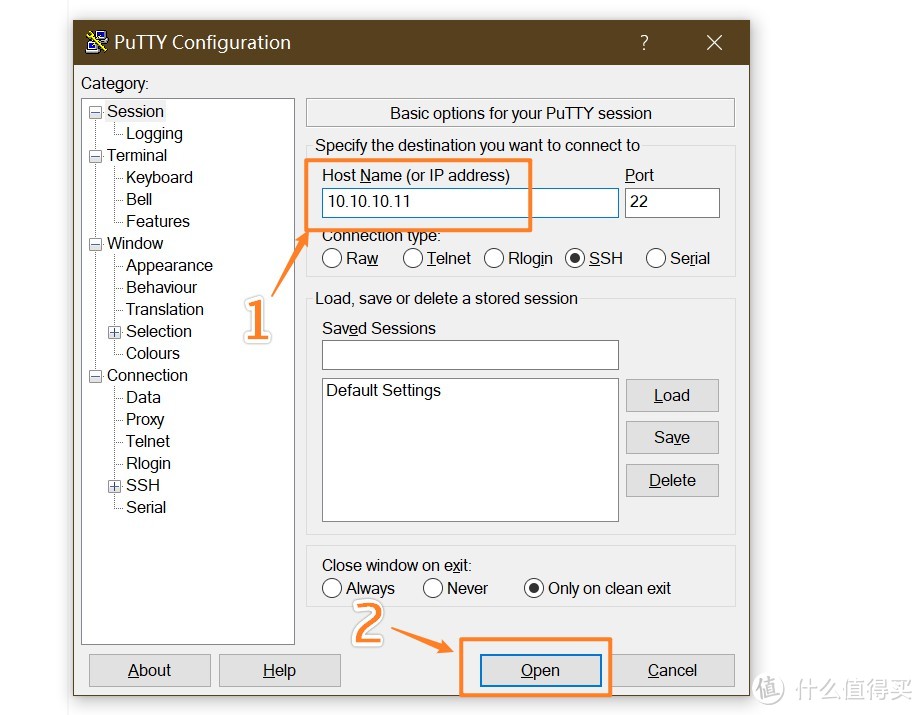 PuTTY Configuration
?
Category:
Session
Logging
Terminal
Keyboard
Bell
Features
Window
Appearance
Behaviour
Translation
Selection
Colours
Connection
Data
Proxy
Telnet
Rlogin
SSH
Serial
Basic options for your PuTTY session
Specify the destination you want to connect to
Host Name (or IP address) Port
10.10.10.11 22
Connection type:
Raw Telnet Rlogin SSH Serial
1
Load, save or delete a stored session
Saved Sessions
Default Settings
Load
Save
Delete
Close window on exit:
Always Never Only on clean exit
2
About Help Open Cancel
值 什么值得买